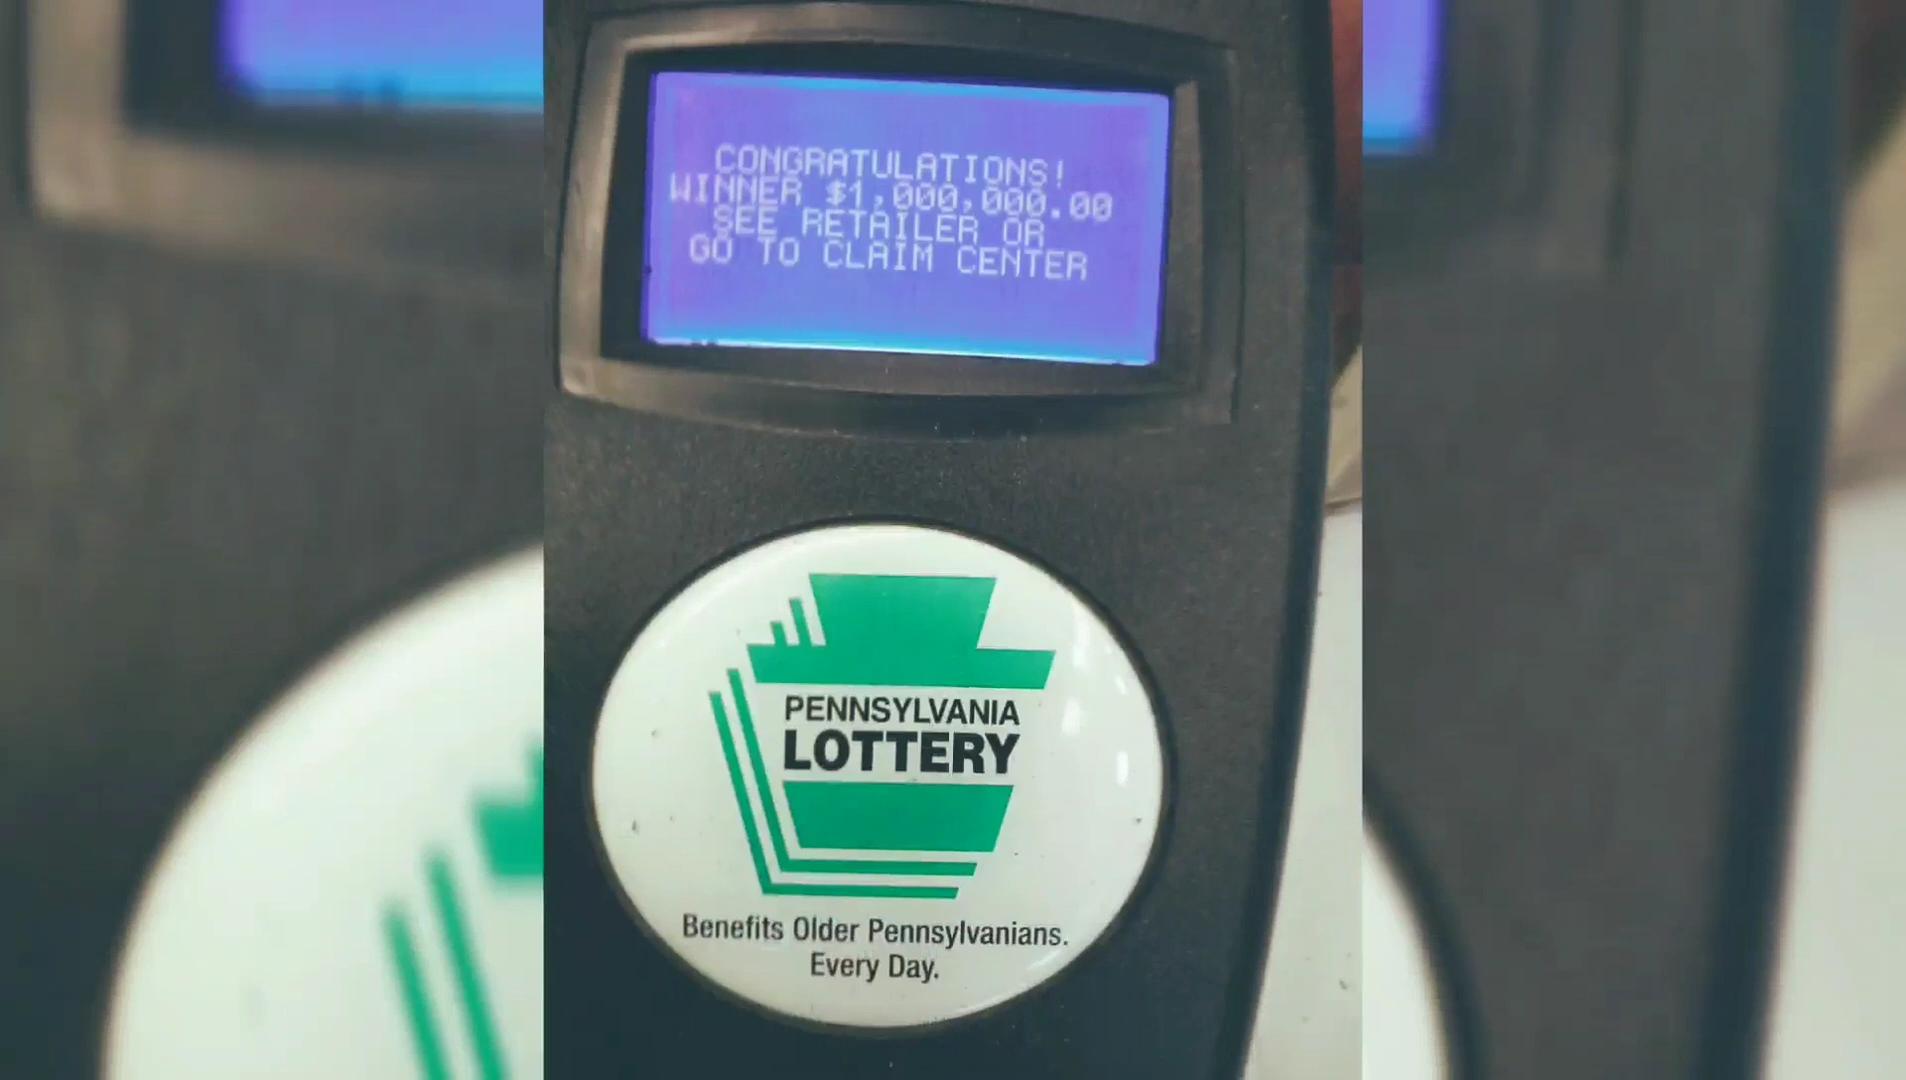 CONGRATULATIONS!
WINNER $1,000,000.00
SEE RETAILER OR
GO TO CLAIM CENTER
PENNSYLVANIA
LOTTERY
Benefits Older Pennsylvanians.
Every Day.